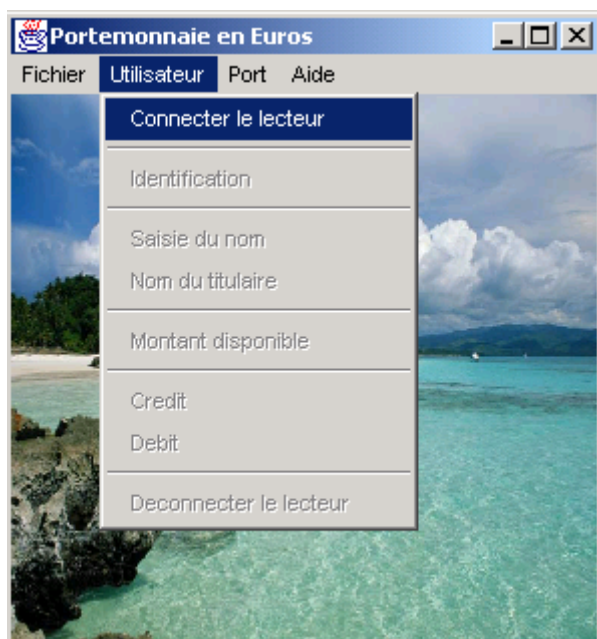 Portemonnaie en Euros
Fichier Utilisateur Port Aide
Connecter le lecteur
Identification
Saisie du nom
Nom du titulaire
Montant disponible
Credit
Debit
Deconnecter le lecteur